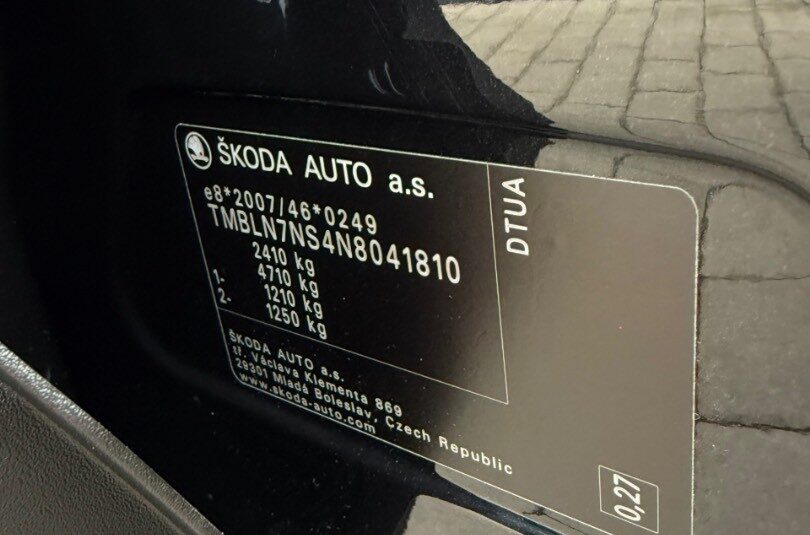 ŠKODA AUTO a.s.
e8*2007/46*0249
TMBLN7NS4N8041810
2410 kg
1- 4710 kg
2- 1210 kg
1250 kg
ŠKODA AUTO a.s.
tř. Václava Klementa 869
29301 Mladá Boleslav, Czech Republic
www.skoda-auto.com
DTUA
0,27